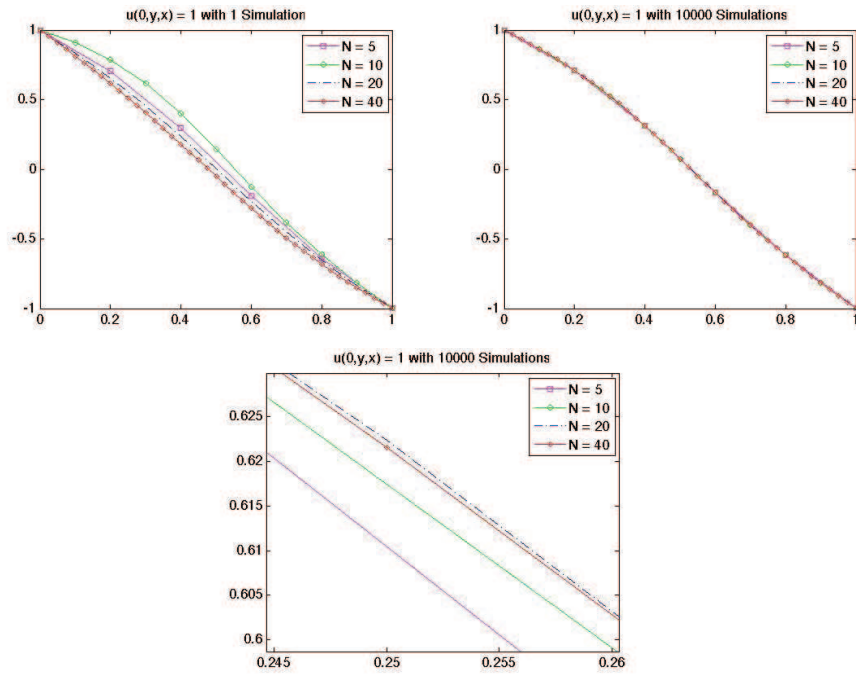 u(0,y,x) = 1 with 1 Simulation
1
0.5
0
-0.5
-1
0
0.2
0.4
0.6
0.8
1
N = 5
N = 10
N = 20
N = 40
u(0,y,x) = 1 with 10000 Simulations
1
0.5
0
-0.5
-1
0
0.2
0.4
0.6
0.8
1
N = 5
N = 10
N = 20
N = 40
u(0,y,x) = 1 with 10000 Simulations
0.625
0.62
0.615
0.61
0.605
0.6
0.245
0.25
0.255
0.26
N = 5
N = 10
N = 20
N = 40